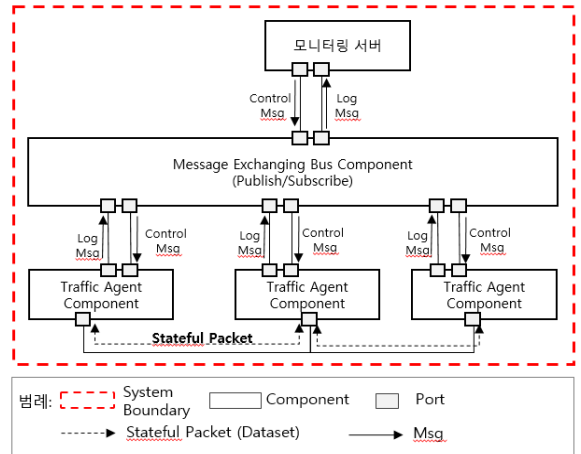 모니터링 서버
Control
Msg
Log
Msg
Message Exchanging Bus Component
(Publish/Subscribe)
Log
Msg
Control
Msg
Log
Msg
Control
Msg
Log
Msg
Control
Msg
Traffic Agent
Component
Traffic Agent
Component
Traffic Agent
Component
Stateful Packet
범례:
System
Boundary
Component
Port
Stateful Packet (Dataset)
Msg